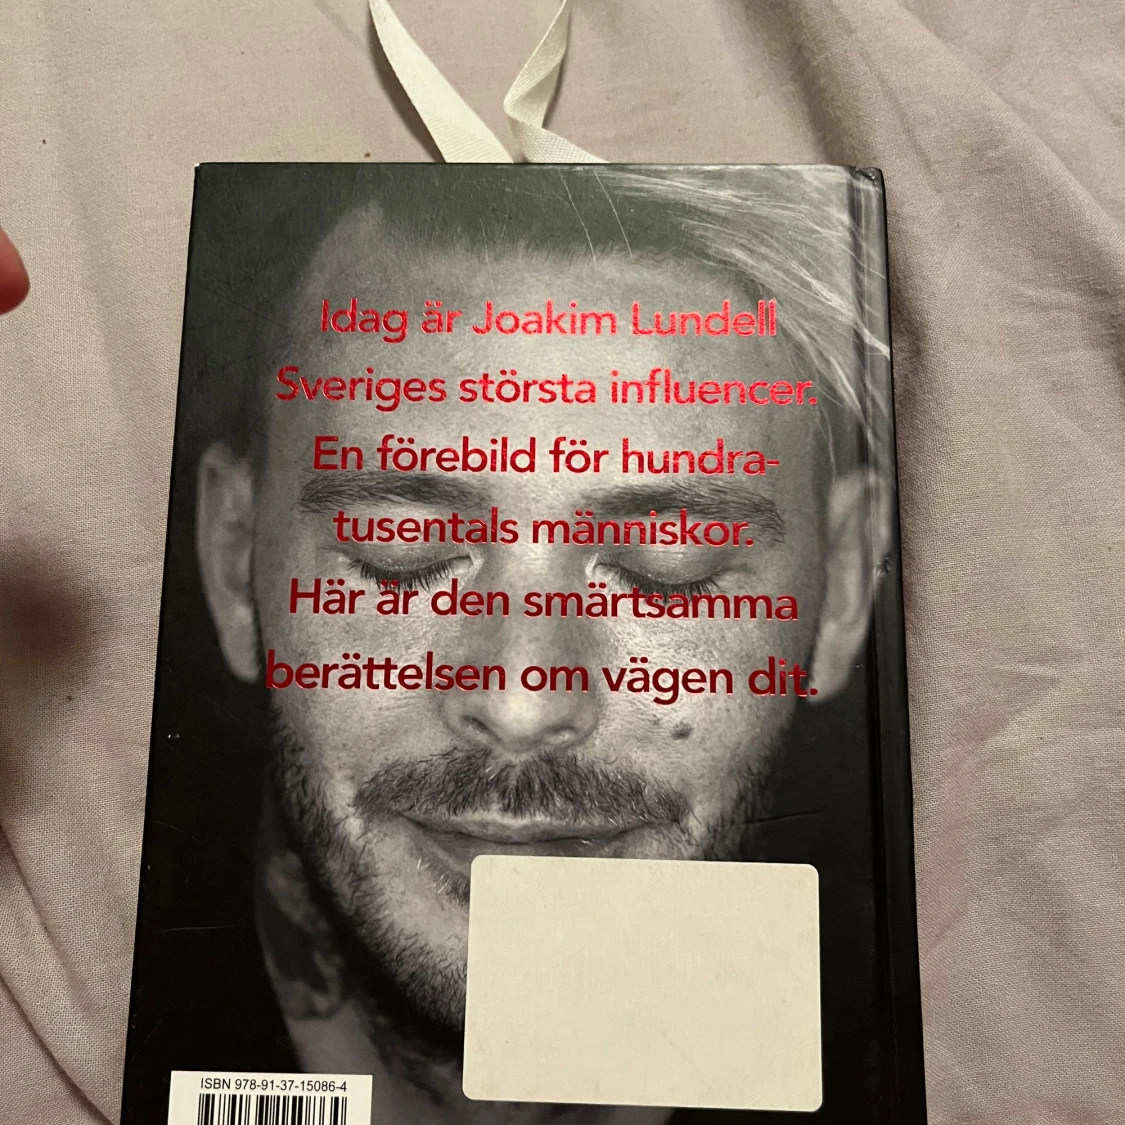 Idag är Joakim Lundell
Sveriges största influencer.
En förebild för hundra-
tusentals människor.
Här är den smärtsamma
berättelsen om vägen dit.
ISBN 978-91-37-15086-4